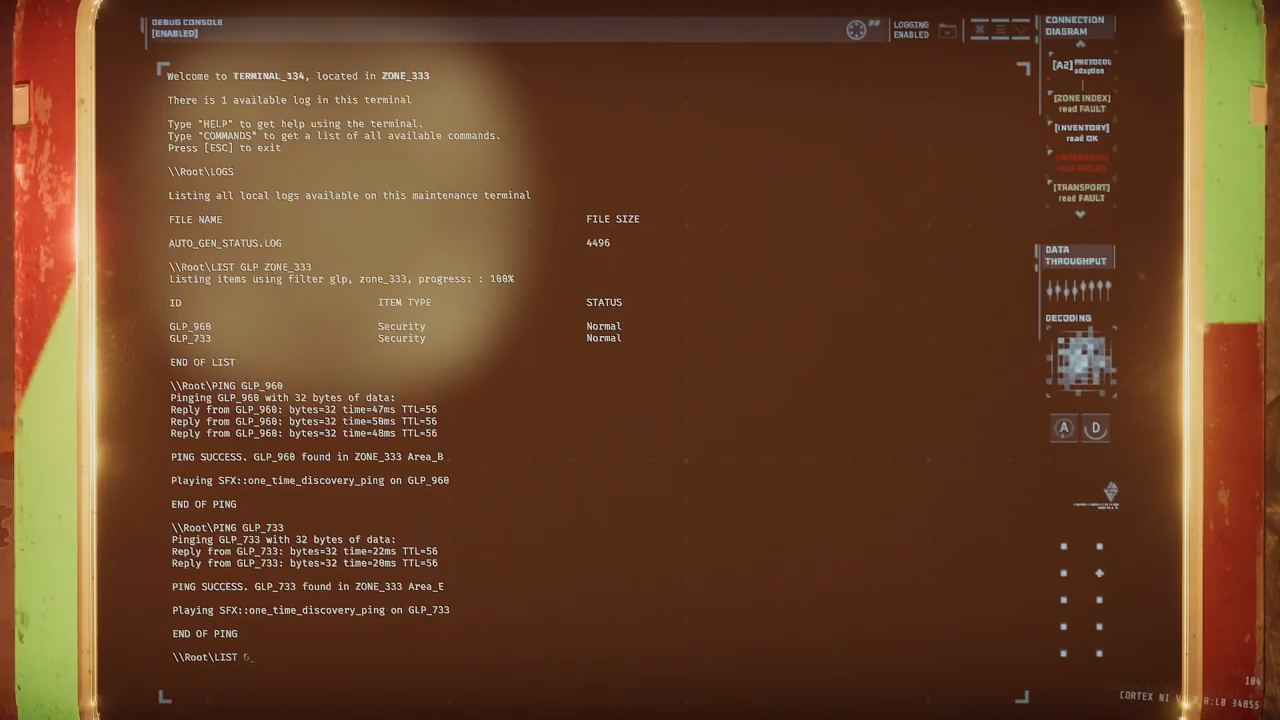 DEBUG CONSOLE
[ENABLED]
LOGGING
ENABLED
Welcome to TERMINAL_134, located in ZONE_333
There is 1 available log in this terminal
Type "HELP" to get help using the terminal.
Type "COMMANDS" to get a list of all available commands.
Press [ESC] to exit
\\Root\LOGS
Listing all local logs available on this maintenance terminal
FILE NAME FILE SIZE
AUTO_GEN_STATUS.LOG 4496
\\Root\LIST GLP ZONE_333
Listing items using filter glp, zone_333, progress: : 100%
ID ITEM TYPE STATUS
GLP_960 Security Normal
GLP_733 Security Normal
END OF LIST
\\Root\PING GLP_960
Pinging GLP_960 with 32 bytes of data:
Reply from GLP_960: bytes=32 time=47ms TTL=56
Reply from GLP_960: bytes=32 time=50ms TTL=56
Reply from GLP_960: bytes=32 time=48ms TTL=56
PING SUCCESS. GLP_960 found in ZONE_333 Area_B
Playing SFX::one_time_discovery_ping on GLP_960
END OF PING
\\Root\PING GLP_733
Pinging GLP_733 with 32 bytes of data:
Reply from GLP_733: bytes=32 time=22ms TTL=56
Reply from GLP_733: bytes=32 time=20ms TTL=56
PING SUCCESS. GLP_733 found in ZONE_333 Area_E
Playing SFX::one_time_discovery_ping on GLP_733
END OF PING
\\Root\LIST G_
CONNECTION
DIAGRAM
[A2] PROTOCOL
adaption
[ZONE INDEX]
read FAULT
[INVENTORY]
read OK
read FAILED
[TRANSPORT]
read FAULT
DATA
THROUGHPUT
DECODING
A D
104
CORTEX NI R:L0 34855